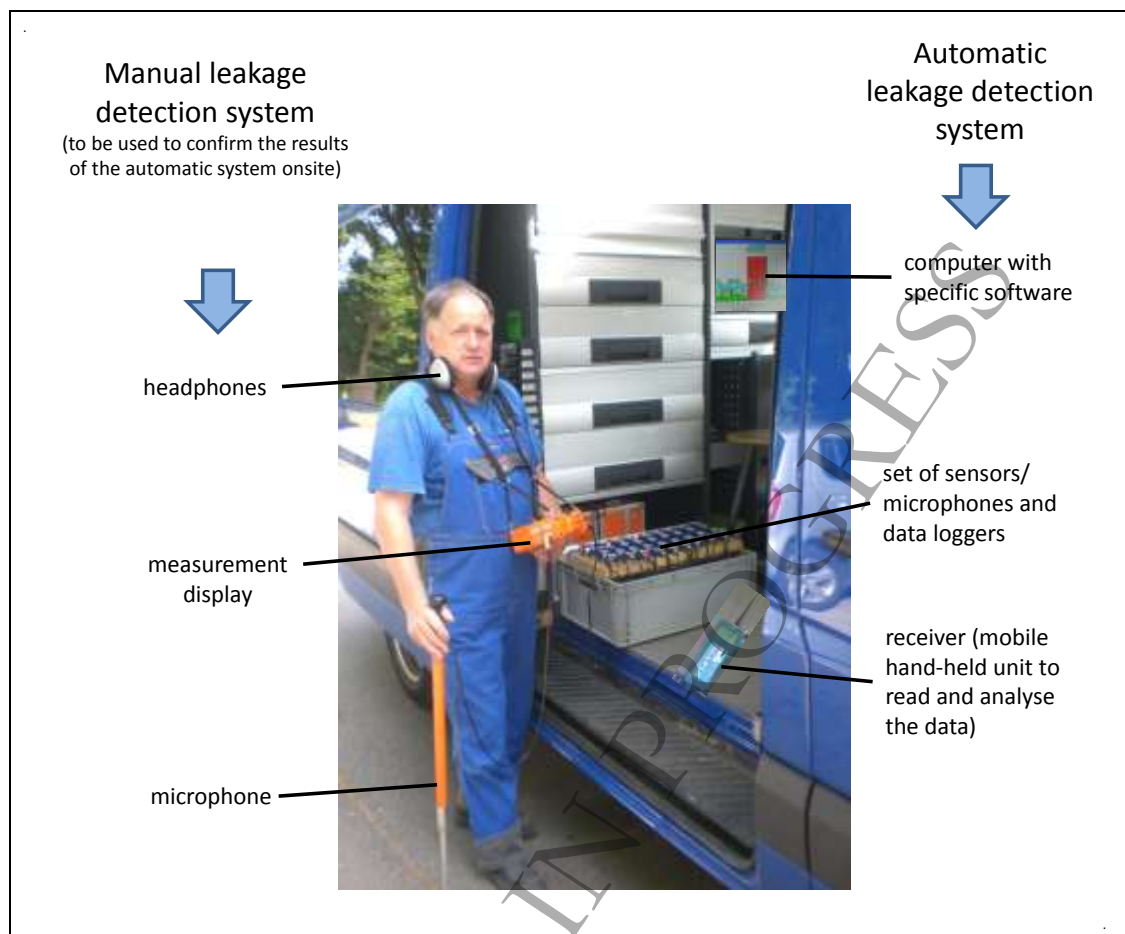 Manual leakage
detection system
(to be used to confirm the results
of the automatic system onsite)
headphones
measurement
display
microphone
Automatic
leakage detection
system
computer with
specific software
set of sensors/
microphones and
data loggers
receiver (mobile
hand-held unit to
read and analyse
the data)
IN PROGRESS